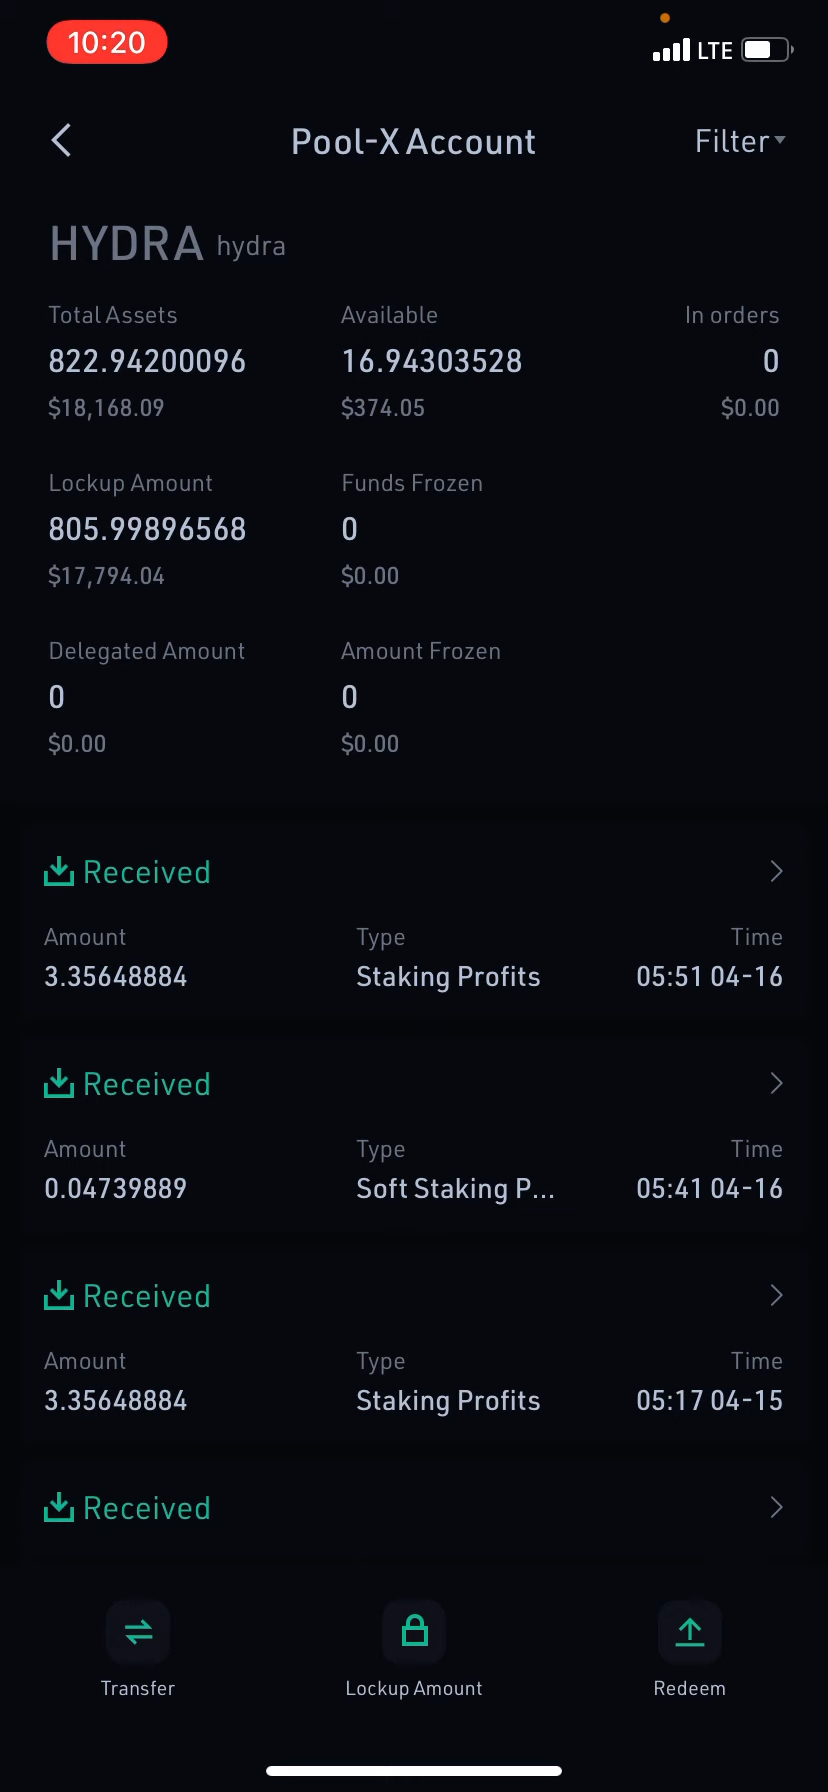 10:20 LTE
Pool-X Account Filter
HYDRA hydra
Total Assets Available In orders
822.94200096 16.94303528 0
$18,168.09 $374.05 $0.00
Lockup Amount Funds Frozen
805.99896568 0
$17,794.04 $0.00
Delegated Amount Amount Frozen
0 0
$0.00 $0.00
Received
Amount Type Time
3.35648884 Staking Profits 05:51 04-16
Received
Amount Type Time
0.04739889 Soft Staking P... 05:41 04-16
Received
Amount Type Time
3.35648884 Staking Profits 05:17 04-15
Received
Transfer Lockup Amount Redeem